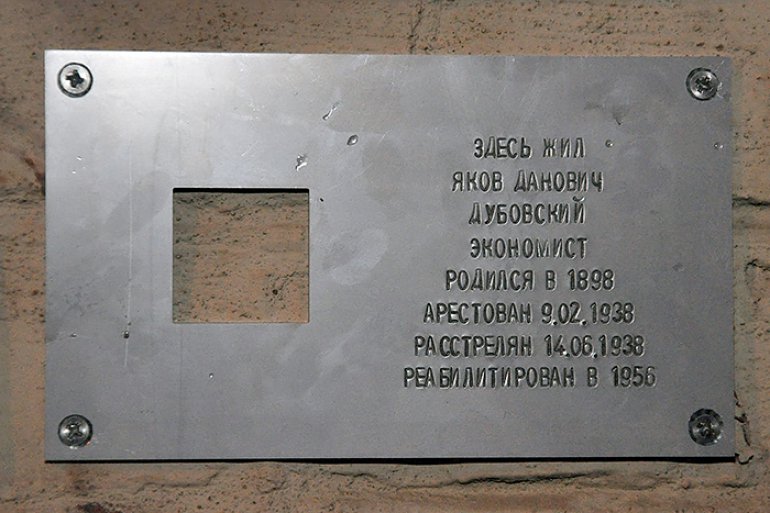 ЗДЕСЬ ЖИЛ
ЯКОВ ДАНОВИЧ
ДУБОВСКИЙ
ЭКОНОМИСТ
РОДИЛСЯ В 1898
АРЕСТОВАН 9.02.1938
РАССТРЕЛЯН 14.06.1938
РЕАБИЛИТИРОВАН В 1956